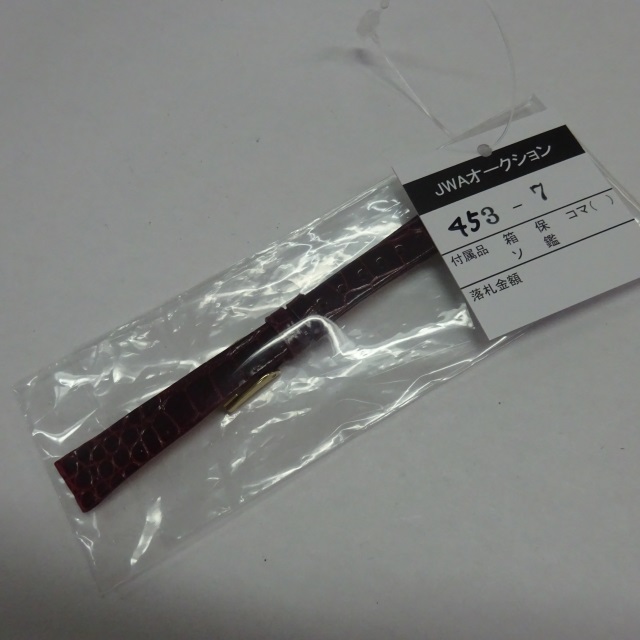 JWAオークション
453 - 7
付属品 箱 保 コマ( )
ソ 鑑
落札金額